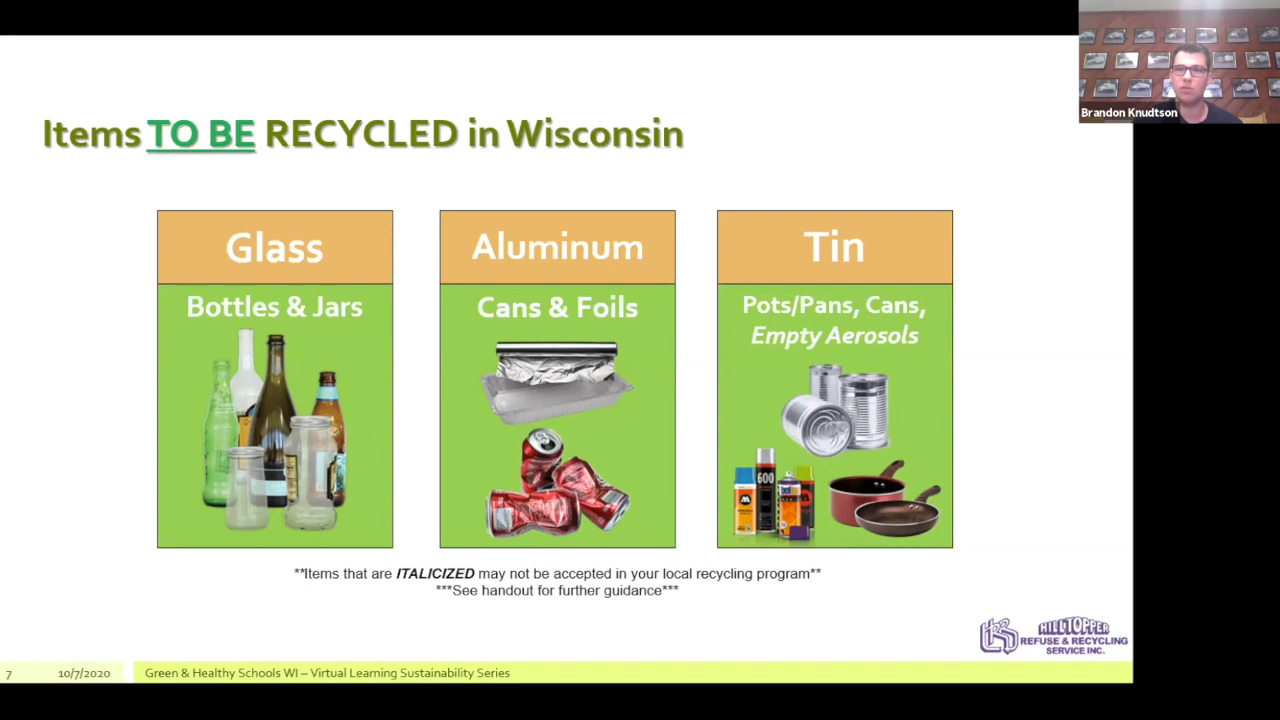 Brandon Knudtson
Items TO BE RECYCLED in Wisconsin
Glass
Bottles & Jars
Aluminum
Cans & Foils
Tin
Pots/Pans, Cans,
Empty Aerosols
600
**Items that are ITALICIZED may not be accepted in your local recycling program**
***See handout for further guidance***
HILLTOPPER
REFUSE & RECYCLING
SERVICE INC.
7
10/7/2020
Green & Healthy Schools WI – Virtual Learning Sustainability Series